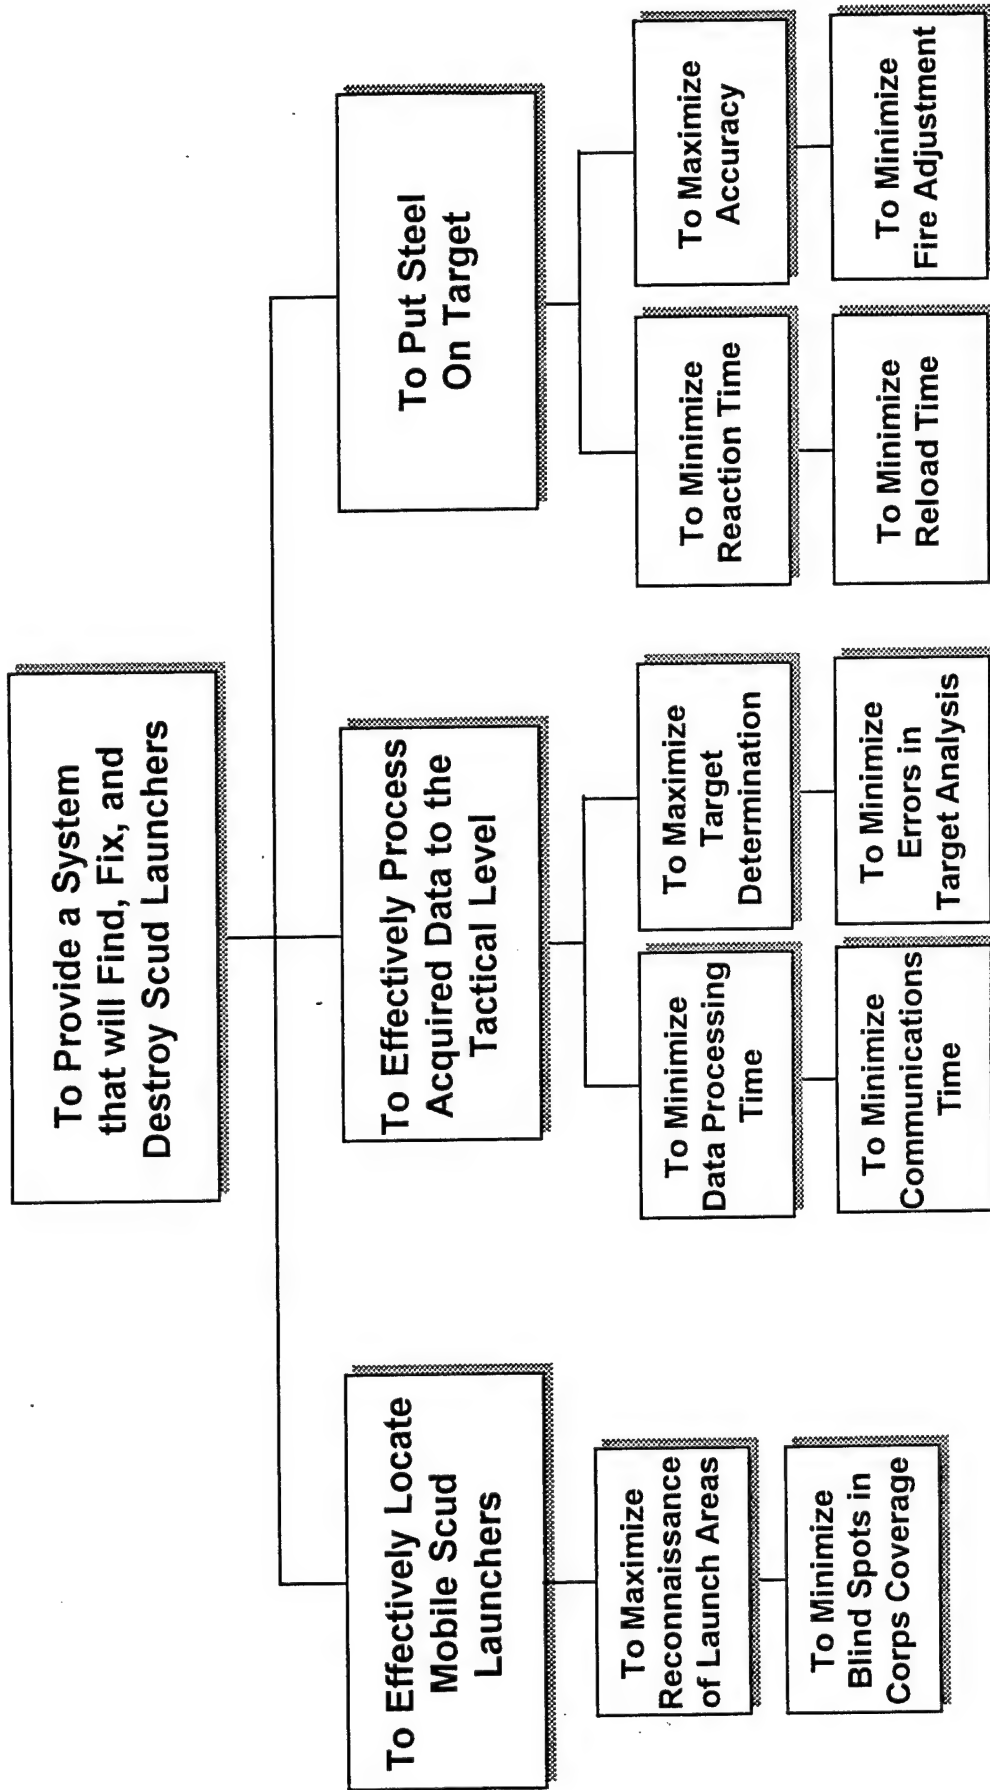 To Provide a System
that will Find, Fix, and
Destroy Scud Launchers
To Effectively Locate
Mobile Scud
Launchers
To Maximize
Reconnaissance
of Launch Areas
To Minimize
Blind Spots in
Corps Coverage
To Effectively Process
Acquired Data to the
Tactical Level
To Minimize
Data Processing
Time
To Minimize
Communications
Time
To Maximize
Target
Determination
To Minimize
Errors in
Target Analysis
To Put Steel
On Target
To Minimize
Reaction Time
To Minimize
Reload Time
To Maximize
Accuracy
To Minimize
Fire Adjustment